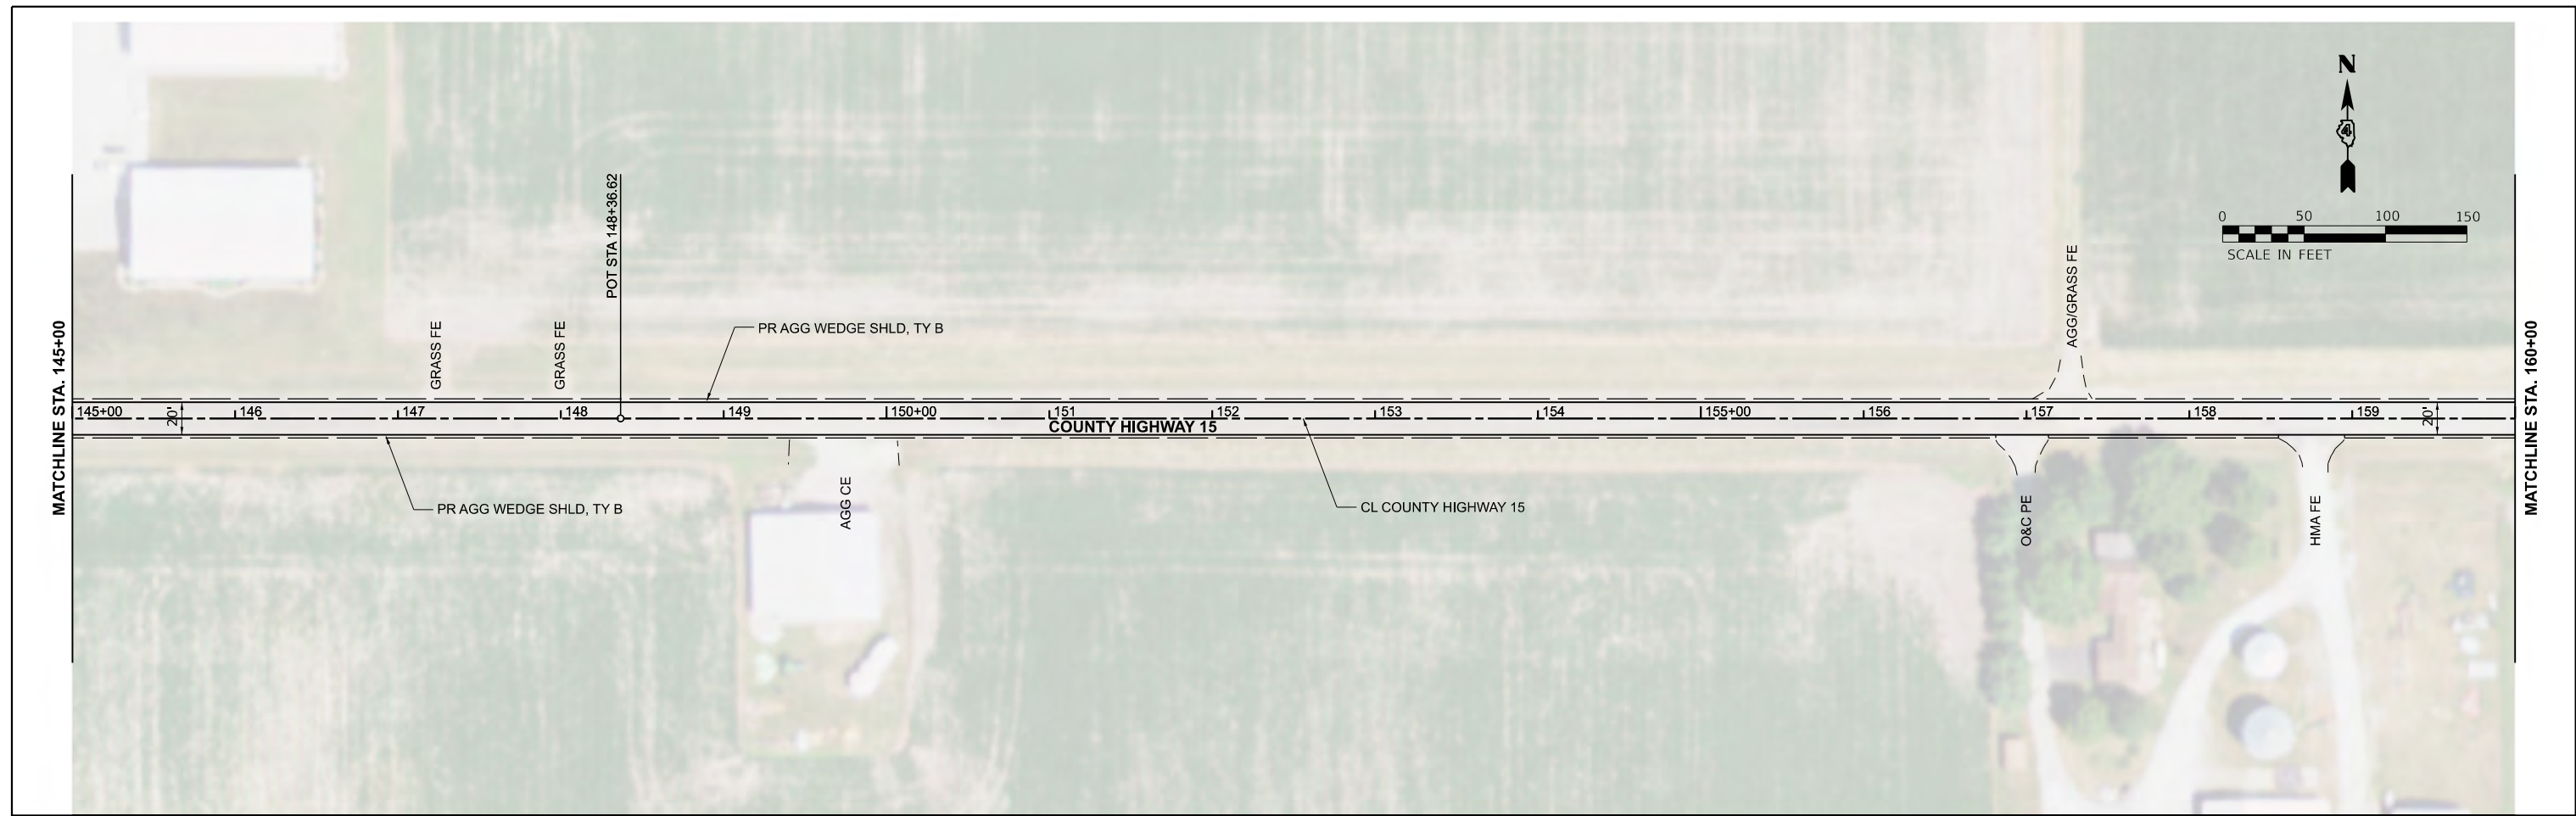 N
4
0 50 100 150
SCALE IN FEET
MATCHLINE STA. 145+00
GRASS FE
GRASS FE
POT STA 148+36.62
PR AGG WEDGE SHLD, TY B
AGG/GRASS FE
MATCHLINE STA. 160+00
145+00 146 147 148 149 150+00 151 152 153 154 155+00 156 157 158 159
20'
20'
COUNTY HIGHWAY 15
PR AGG WEDGE SHLD, TY B
AGG CE
CL COUNTY HIGHWAY 15
O&C PE
HMA FE